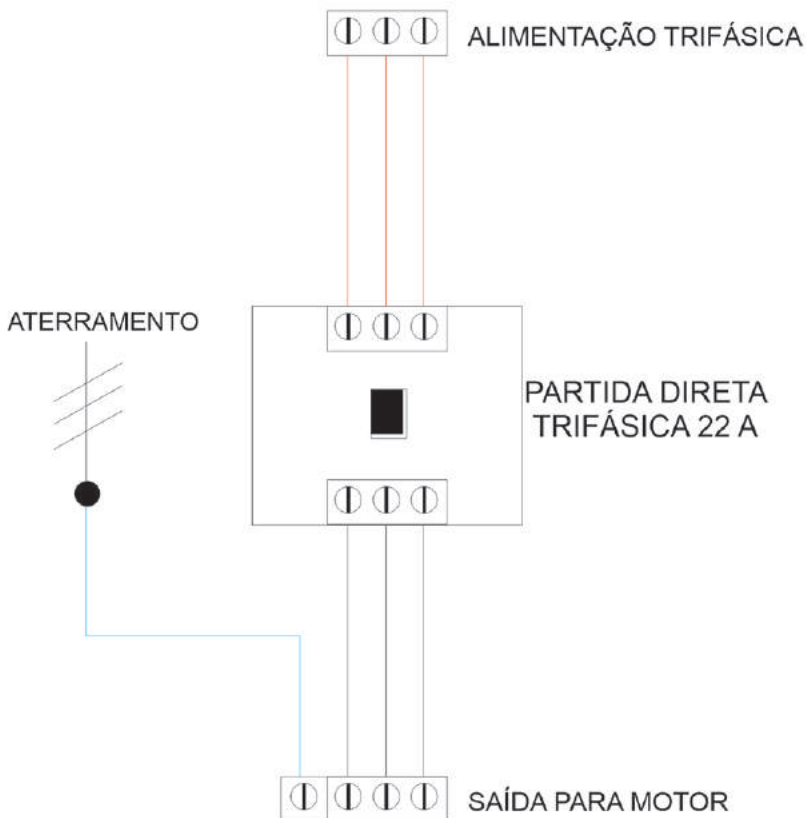 ALIMENTAÇÃO TRIFÁSICA
ATERRAMENTO
PARTIDA DIRETA
TRIFÁSICA 22 A
SAÍDA PARA MOTOR